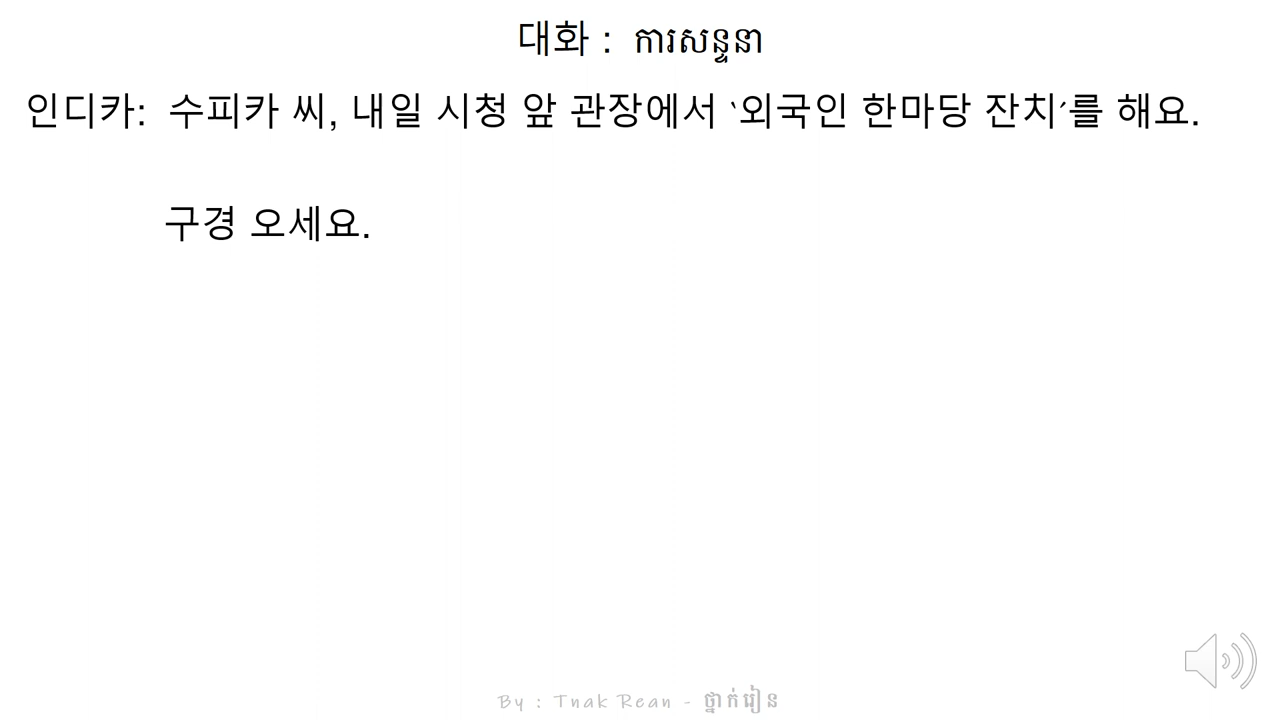 대화 : ការសន្ទនា
인디카: 수피카 씨, 내일 시청 앞 관장에서 ‵외국인 한마당 잔치′를 해요.
구경 오세요.
By : Tnak Rean - ថ្នាក់រៀន